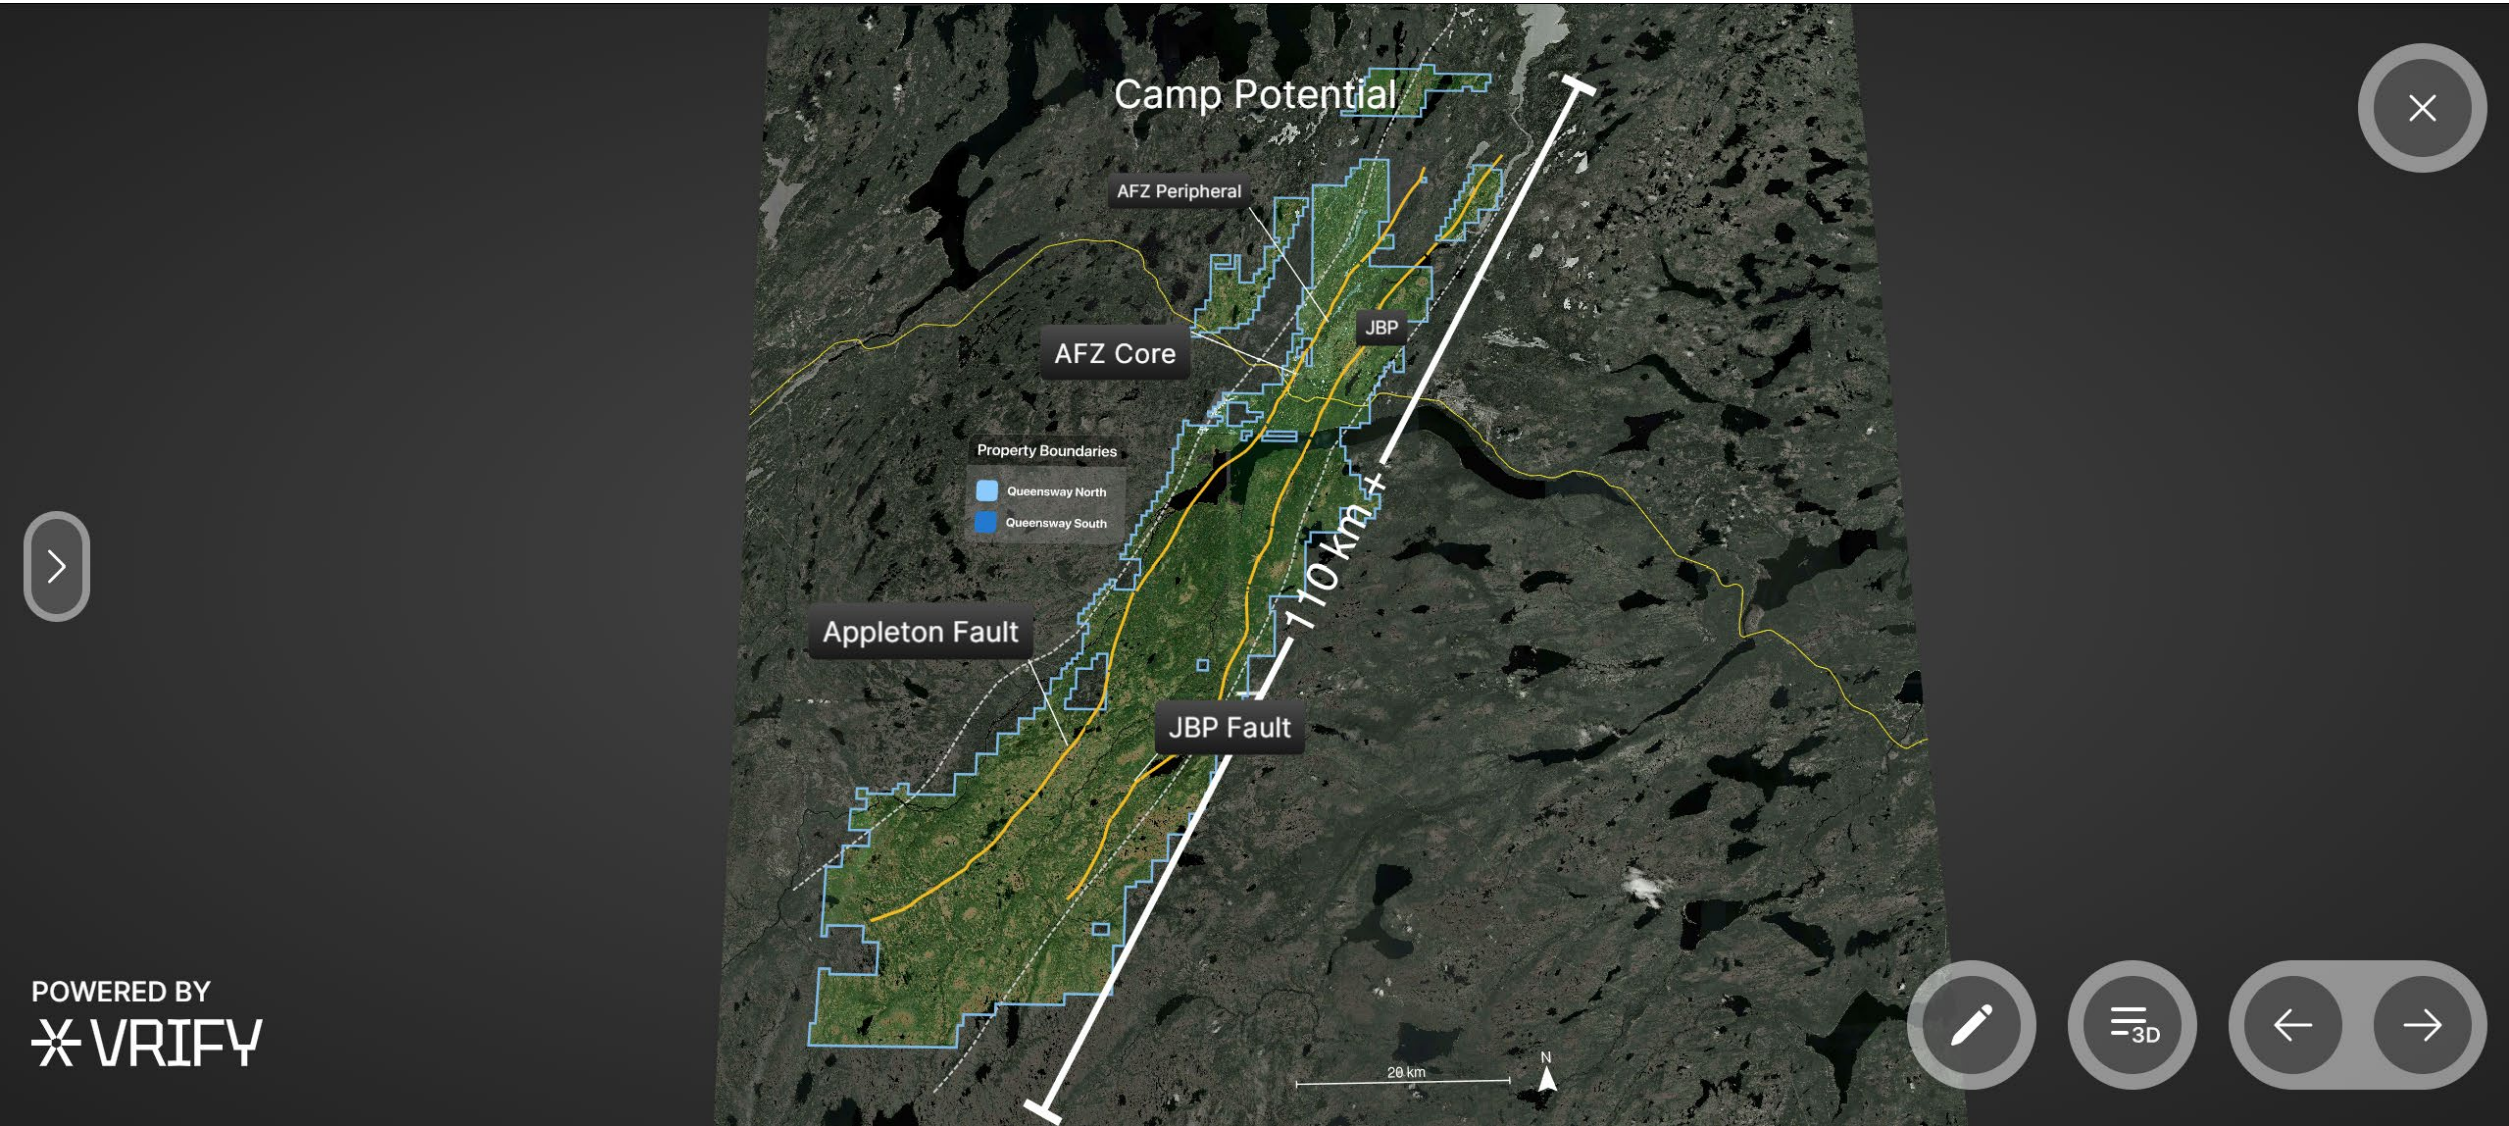 Camp Potential
AFZ Peripheral
JBP
AFZ Core
Property Boundaries
Queensway North
Queensway South
110 km +
Appleton Fault
JBP Fault
POWERED BY
VRIFY
20 km
N
3D